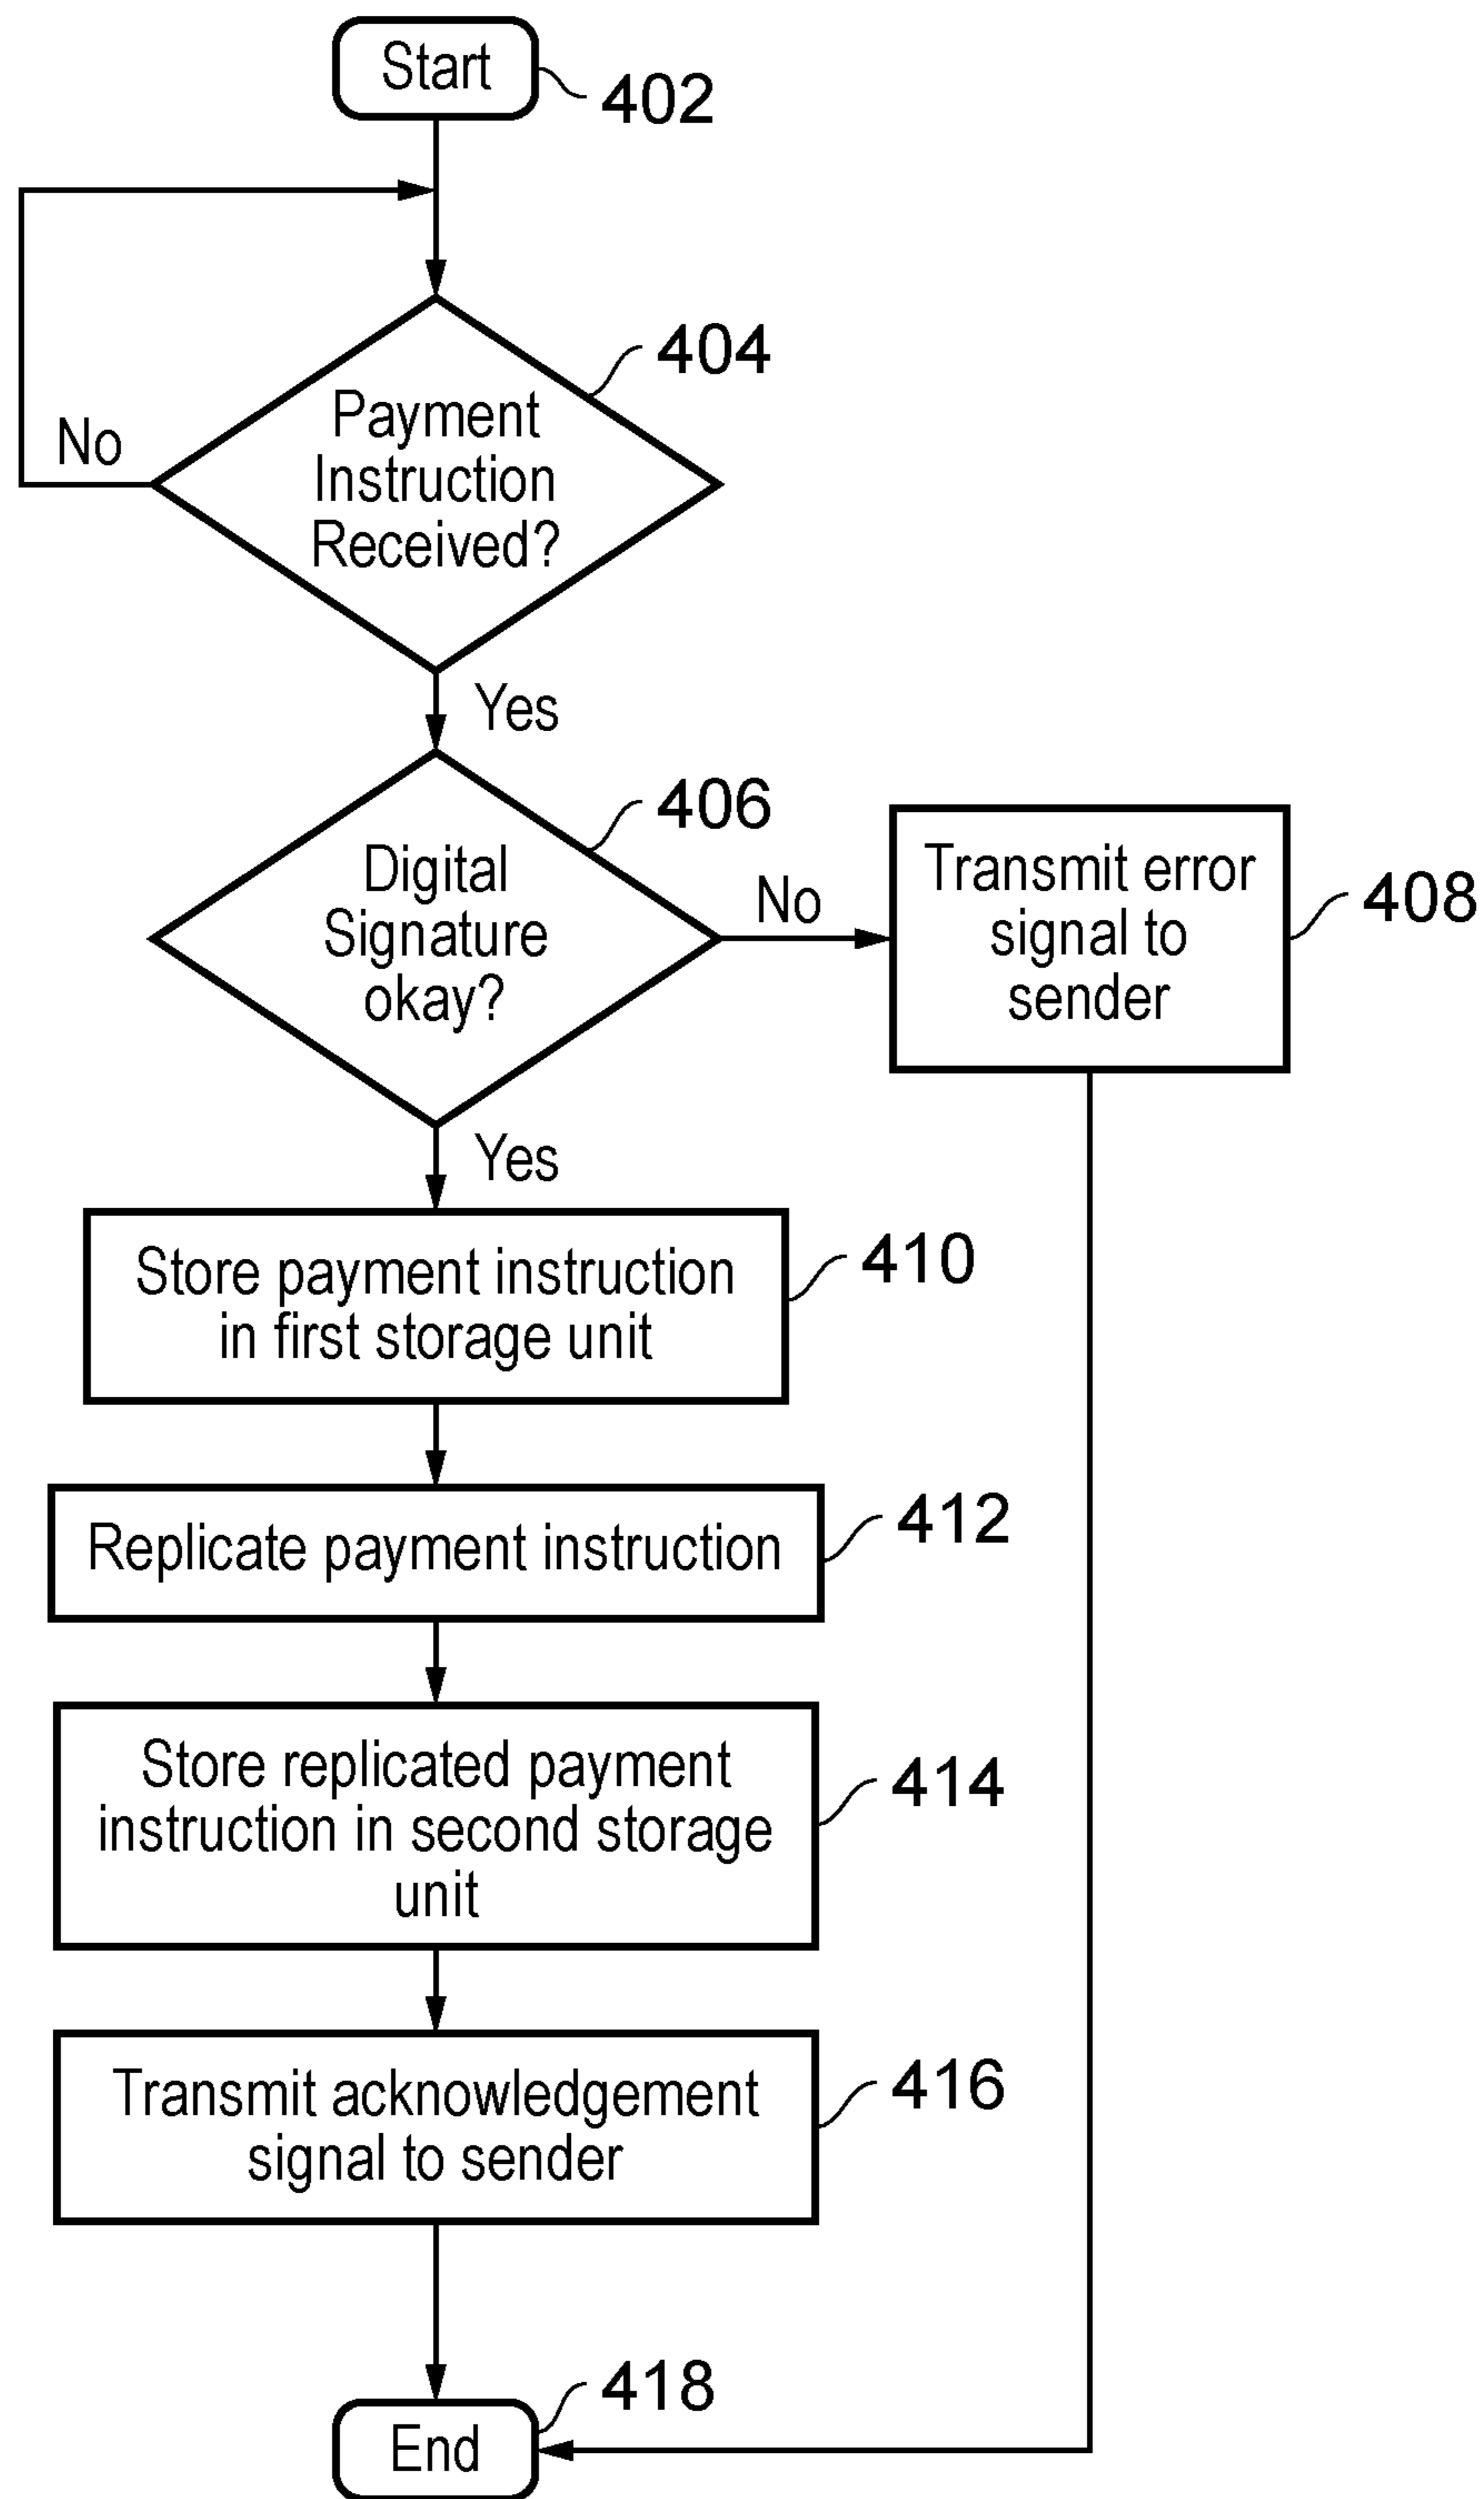 Start
402
Payment
Instruction
Received?
404
No
Yes
Digital
Signature
okay?
406
No
Transmit error
signal to
sender
408
Yes
Store payment instruction
in first storage unit
410
Replicate payment instruction
412
Store replicated payment
instruction in second storage
unit
414
Transmit acknowledgement
signal to sender
416
End
418